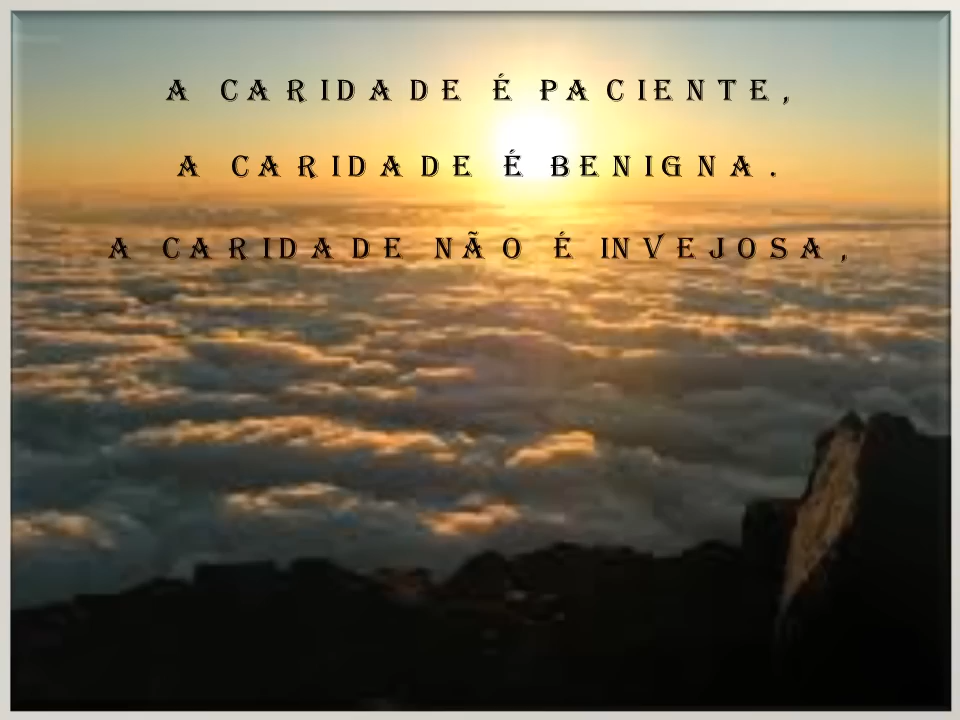 A CARIDADE É PACIENTE,
A CARIDADE É BENIGNA.
A CARIDADE NÃO É INVEJOSA,